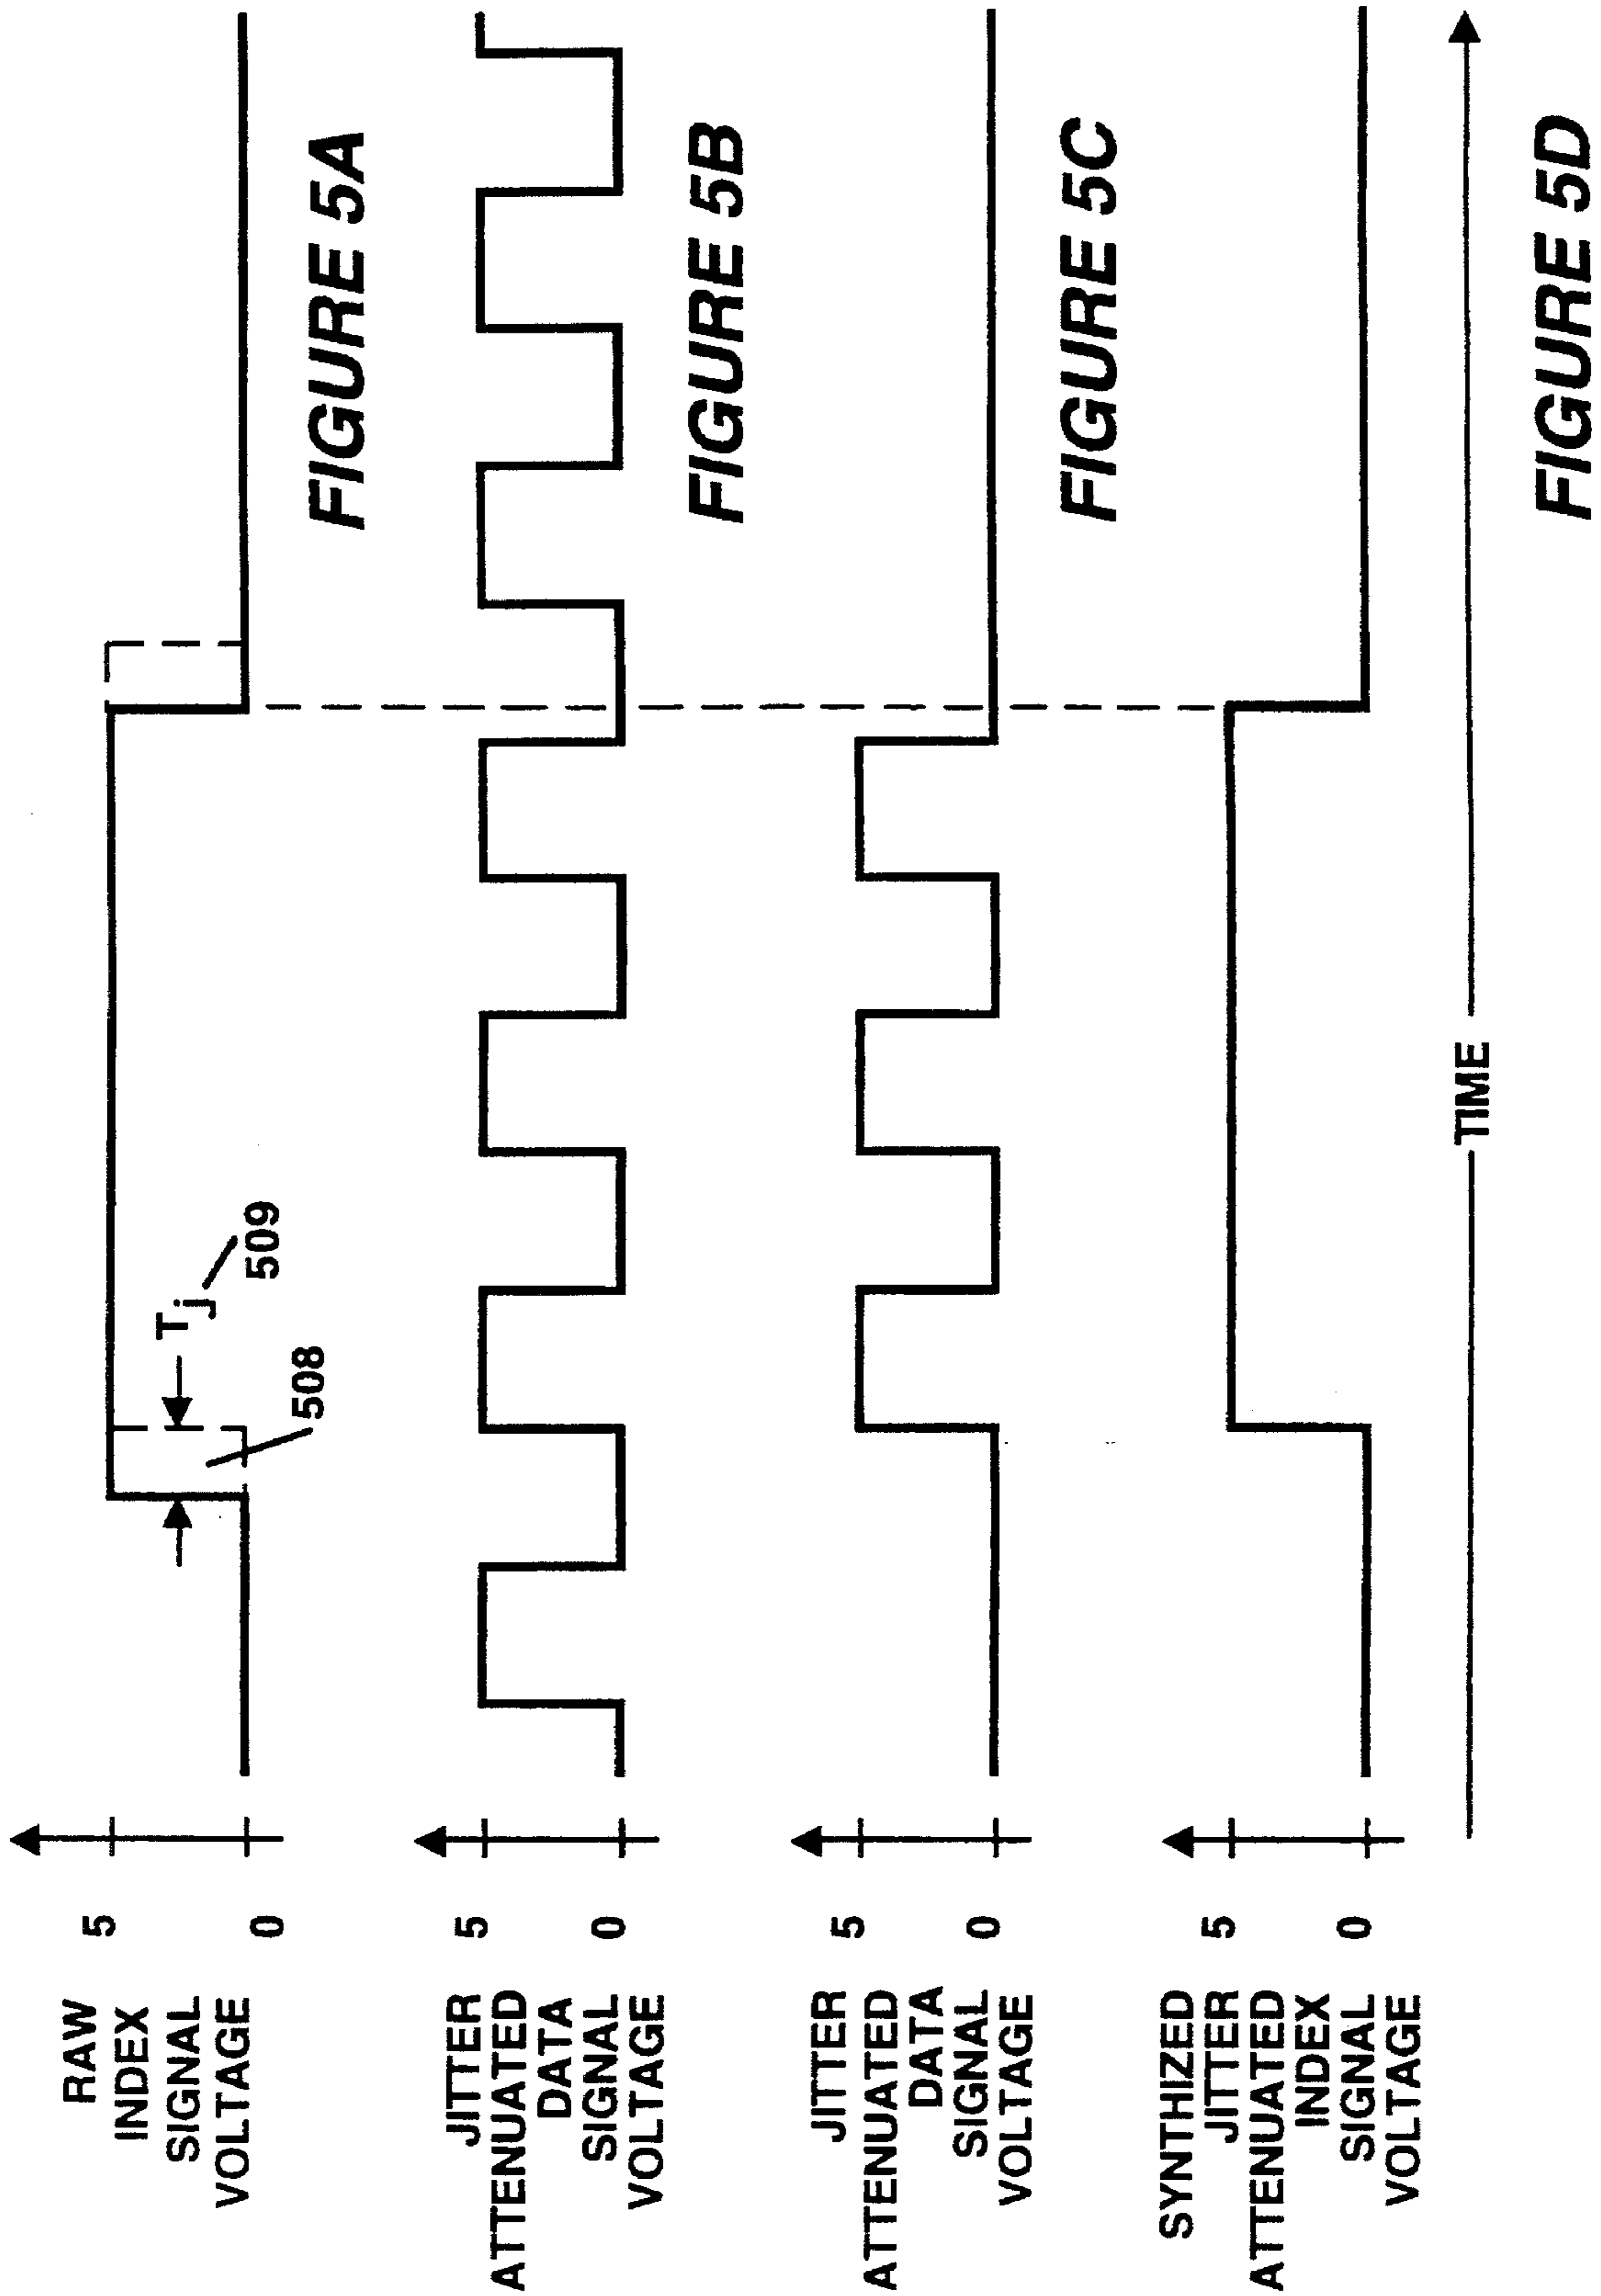 RAW
INDEX
SIGNAL
VOLTAGE
5
0
T j
509
508
FIGURE 5A
JITTER
ATTENUATED
DATA
SIGNAL
VOLTAGE
5
0
FIGURE 5B
JITTER
ATTENUATED
DATA
SIGNAL
VOLTAGE
5
0
FIGURE 5C
SYNTHIZED
JITTER
ATTENUATED
INDEX
SIGNAL
VOLTAGE
5
0
TIME
FIGURE 5D